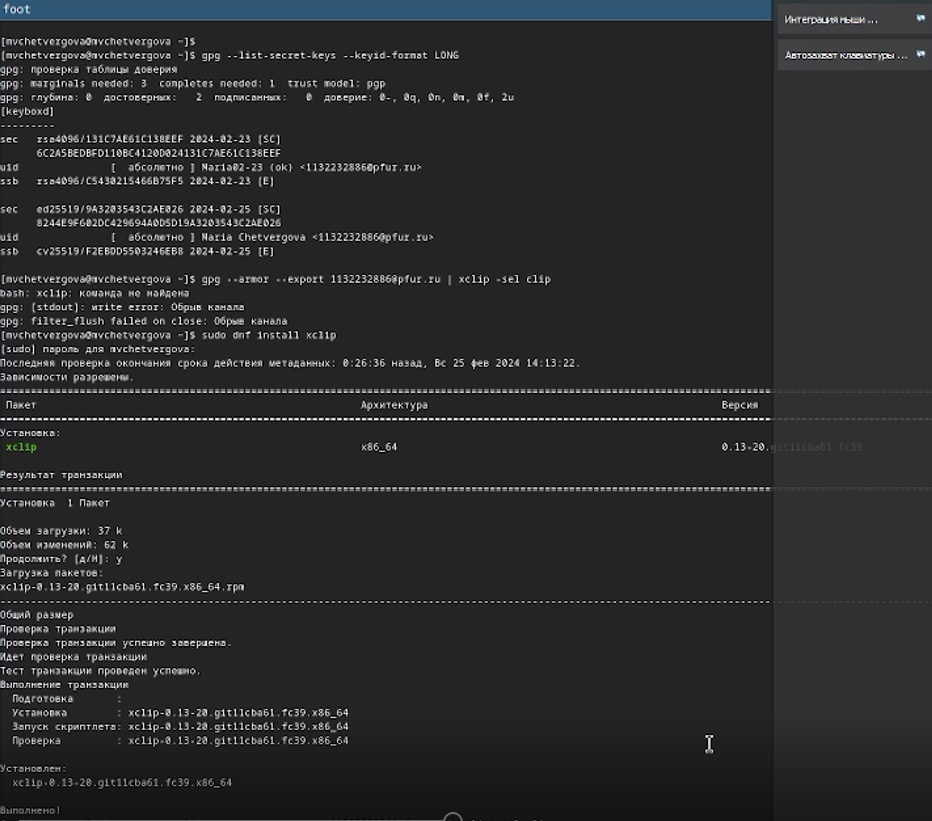 foot
Интеграция мыши ...
Автозахват клавиатуры ...
[mvchetvergova@mvchetvergova ~]$
[mvchetvergova@mvchetvergova ~]$ gpg --list-secret-keys --keyid-format LONG
gpg: проверка таблицы доверия
gpg: marginals needed: 3  completes needed: 1  trust model: pgp
gpg: глубина: 0  достоверных:   2  подписанных:   0  доверие: 0-, 0q, 0n, 0m, 0f, 2u
[keyboxd]
---------
sec   rsa4096/131C7AE61C138EEF 2024-02-23 [SC]
      6C2A5BEDBFD110BC4120D024131C7AE61C138EEF
uid               [  абсолютно ] Maria02-23 (ok) <1132232886@pfur.ru>
ssb   rsa4096/C5430215466B75F5 2024-02-23 [E]
sec   ed25519/9A3203543C2AE026 2024-02-25 [SC]
      8244E9F602DC429694A0D5D19A3203543C2AE026
uid               [  абсолютно ] Maria Chetvergova <1132232886@pfur.ru>
ssb   cv25519/F2EBDD5503246EB8 2024-02-25 [E]
[mvchetvergova@mvchetvergova ~]$ gpg --armor --export 1132232886@pfur.ru | xclip -sel clip
bash: xclip: команда не найдена
gpg: [stdout]: write error: Обрыв канала
gpg: filter_flush failed on close: Обрыв канала
[mvchetvergova@mvchetvergova ~]$ sudo dnf install xclip
[sudo] пароль для mvchetvergova:
Последняя проверка окончания срока действия метаданных: 0:26:36 назад, Вс 25 фев 2024 14:13:22.
Зависимости разрешены.
Пакет Архитектура Версия
Установка:
xclip x86_64 0.13-20.git11cba61.fc39
Результат транзакции
Установка  1 Пакет
Объем загрузки: 37 k
Объем изменений: 62 k
Продолжить? [д/Н]: y
Загрузка пакетов:
xclip-0.13-20.git11cba61.fc39.x86_64.rpm
Общий размер
Проверка транзакции
Проверка транзакции успешно завершена.
Идет проверка транзакции
Тест транзакции проведен успешно.
Выполнение транзакции
  Подготовка       :
  Установка        : xclip-0.13-20.git11cba61.fc39.x86_64
  Запуск скриптлета: xclip-0.13-20.git11cba61.fc39.x86_64
  Проверка         : xclip-0.13-20.git11cba61.fc39.x86_64
Установлен:
  xclip-0.13-20.git11cba61.fc39.x86_64
Выполнено!